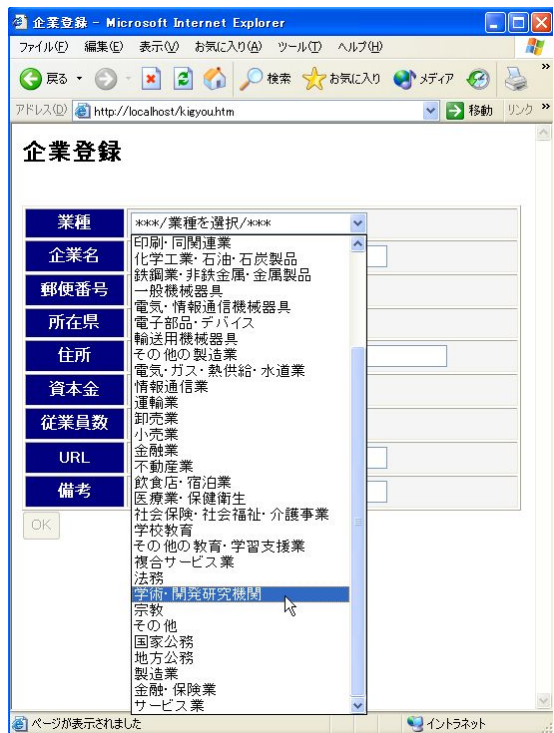 企業登録 - Microsoft Internet Explorer
ファイル(F) 編集(E) 表示(V) お気に入り(A) ツール(T) ヘルプ(H)
戻る 検索 お気に入り メディア »
アドレス(D) http://localhost/kigyou.htm 移動 リンク »
企業登録
業種 ***/業種を選択/***
企業名
郵便番号
所在県
住所
資本金
従業員数
URL
備考
OK
印刷・同関連業
化学工業・石油・石炭製品
鉄鋼業・非鉄金属・金属製品
一般機械器具
電気・情報通信機械器具
電子部品・デバイス
輸送用機械器具
その他の製造業
電気・ガス・熱供給・水道業
情報通信業
運輸業
卸売業
小売業
金融業
不動産業
飲食店・宿泊業
医療業・保健衛生
社会保険・社会福祉・介護事業
学校教育
その他の教育・学習支援業
複合サービス業
法務
学術・開発研究機関
宗教
その他
国家公務
地方公務
製造業
金融・保険業
サービス業
ページが表示されました イントラネット